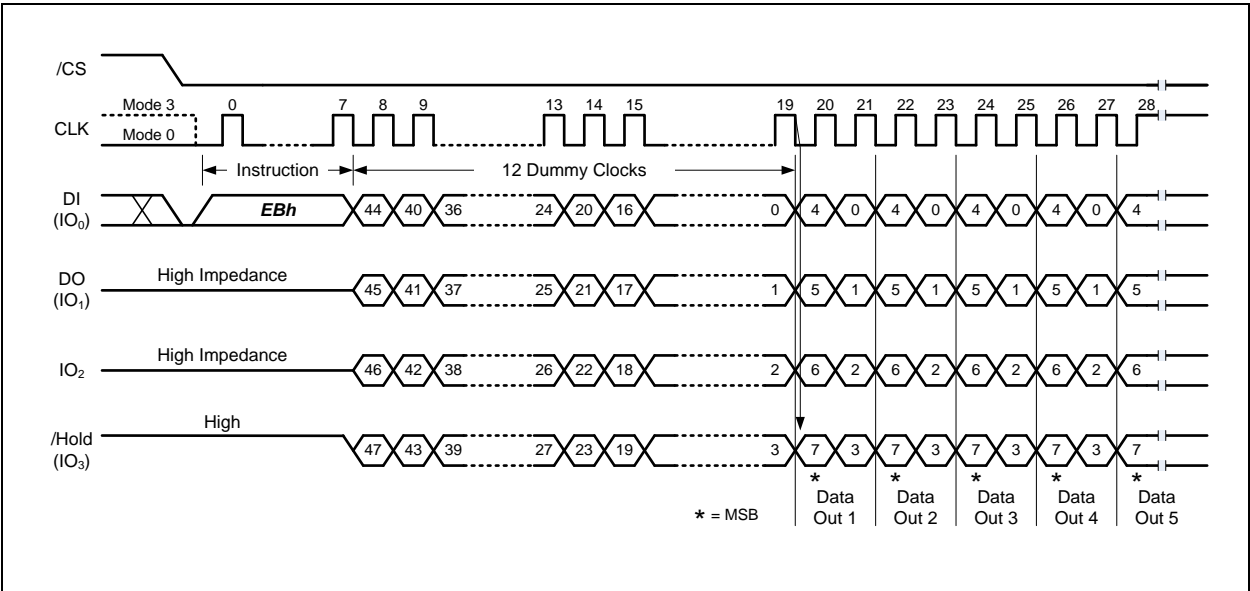 /CS
Mode 3 0 7 8 9 13 14 15 19 20 21 22 23 24 25 26 27 28
CLK
Mode 0
Instruction 12 Dummy Clocks
DI
(IO0)
EBh 44 40 36 24 20 16 0 4 0 4 0 4 0 4 0 4
DO
(IO1)
High Impedance
45 41 37 25 21 17 1 5 1 5 1 5 1 5 1 5
IO2
High Impedance
46 42 38 26 22 18 2 6 2 6 2 6 2 6 2 6
/Hold
(IO3)
High
47 43 39 27 23 19 3 7 3 7 3 7 3 7 3 7
* * * * *
* = MSB
Data Out 1
Data Out 2
Data Out 3
Data Out 4
Data Out 5